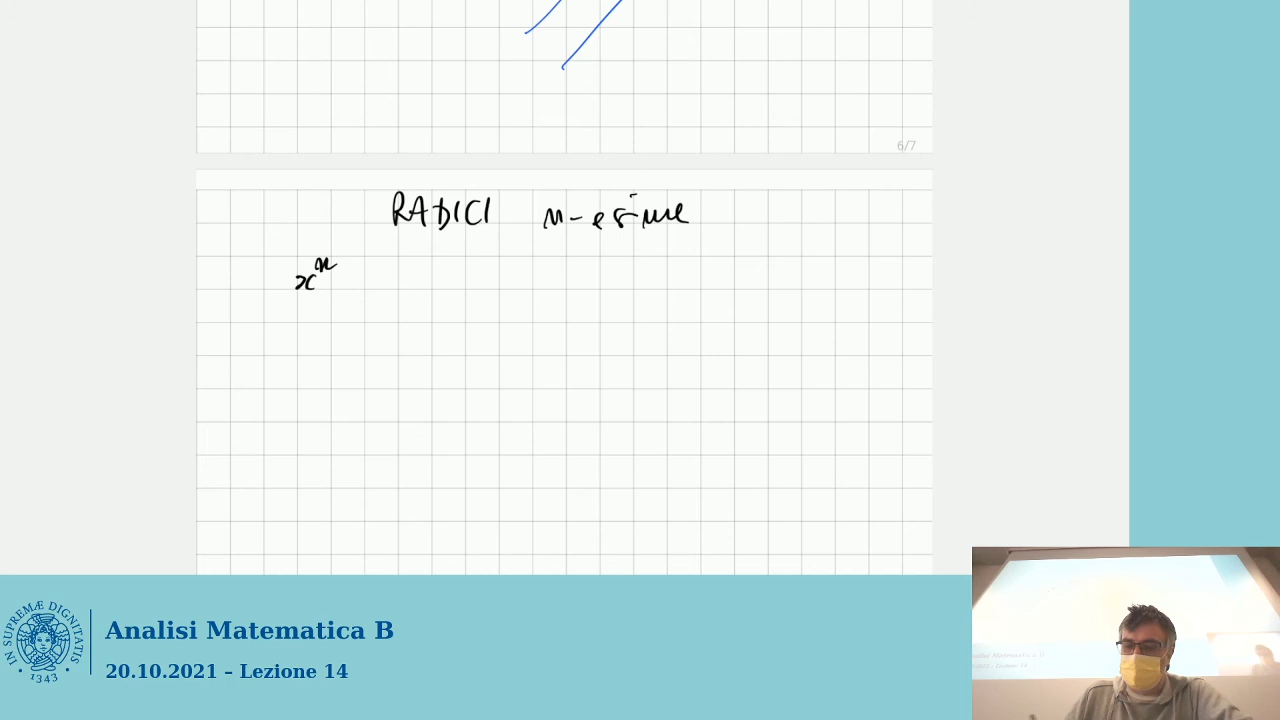 6/7
RADICI n-esime
x^n
IN SUPREMÆ DIGNITATIS
1343
Analisi Matematica B
20.10.2021 – Lezione 14